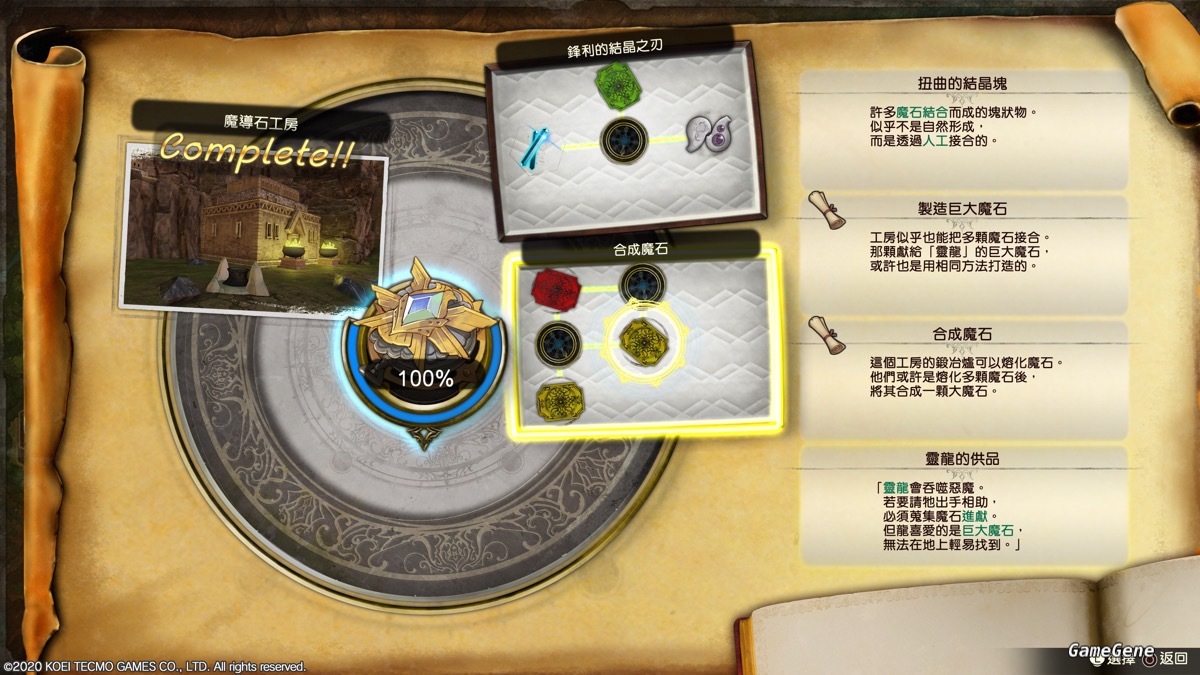 魔導石工房
Complete!!
100%
鋒利的結晶之刃
合成魔石
扭曲的結晶塊
許多魔石結合而成的塊狀物。
似乎不是自然形成，
而是透過人工接合的。
製造巨大魔石
工房似乎也能把多顆魔石接合。
那顆獻給「靈龍」的巨大魔石，
或許也是用相同方法打造的。
合成魔石
這個工房的鍛冶爐可以熔化魔石。
他們或許是熔化多顆魔石後，
將其合成一顆大魔石。
靈龍的供品
「靈龍會吞噬惡魔。
若要請牠出手相助，
必須蒐集魔石進獻。
但龍喜愛的是巨大魔石，
無法在地上輕易找到。」
©2020 KOEI TECMO GAMES CO., LTD. All rights reserved.
GameGene
L 選擇 返回